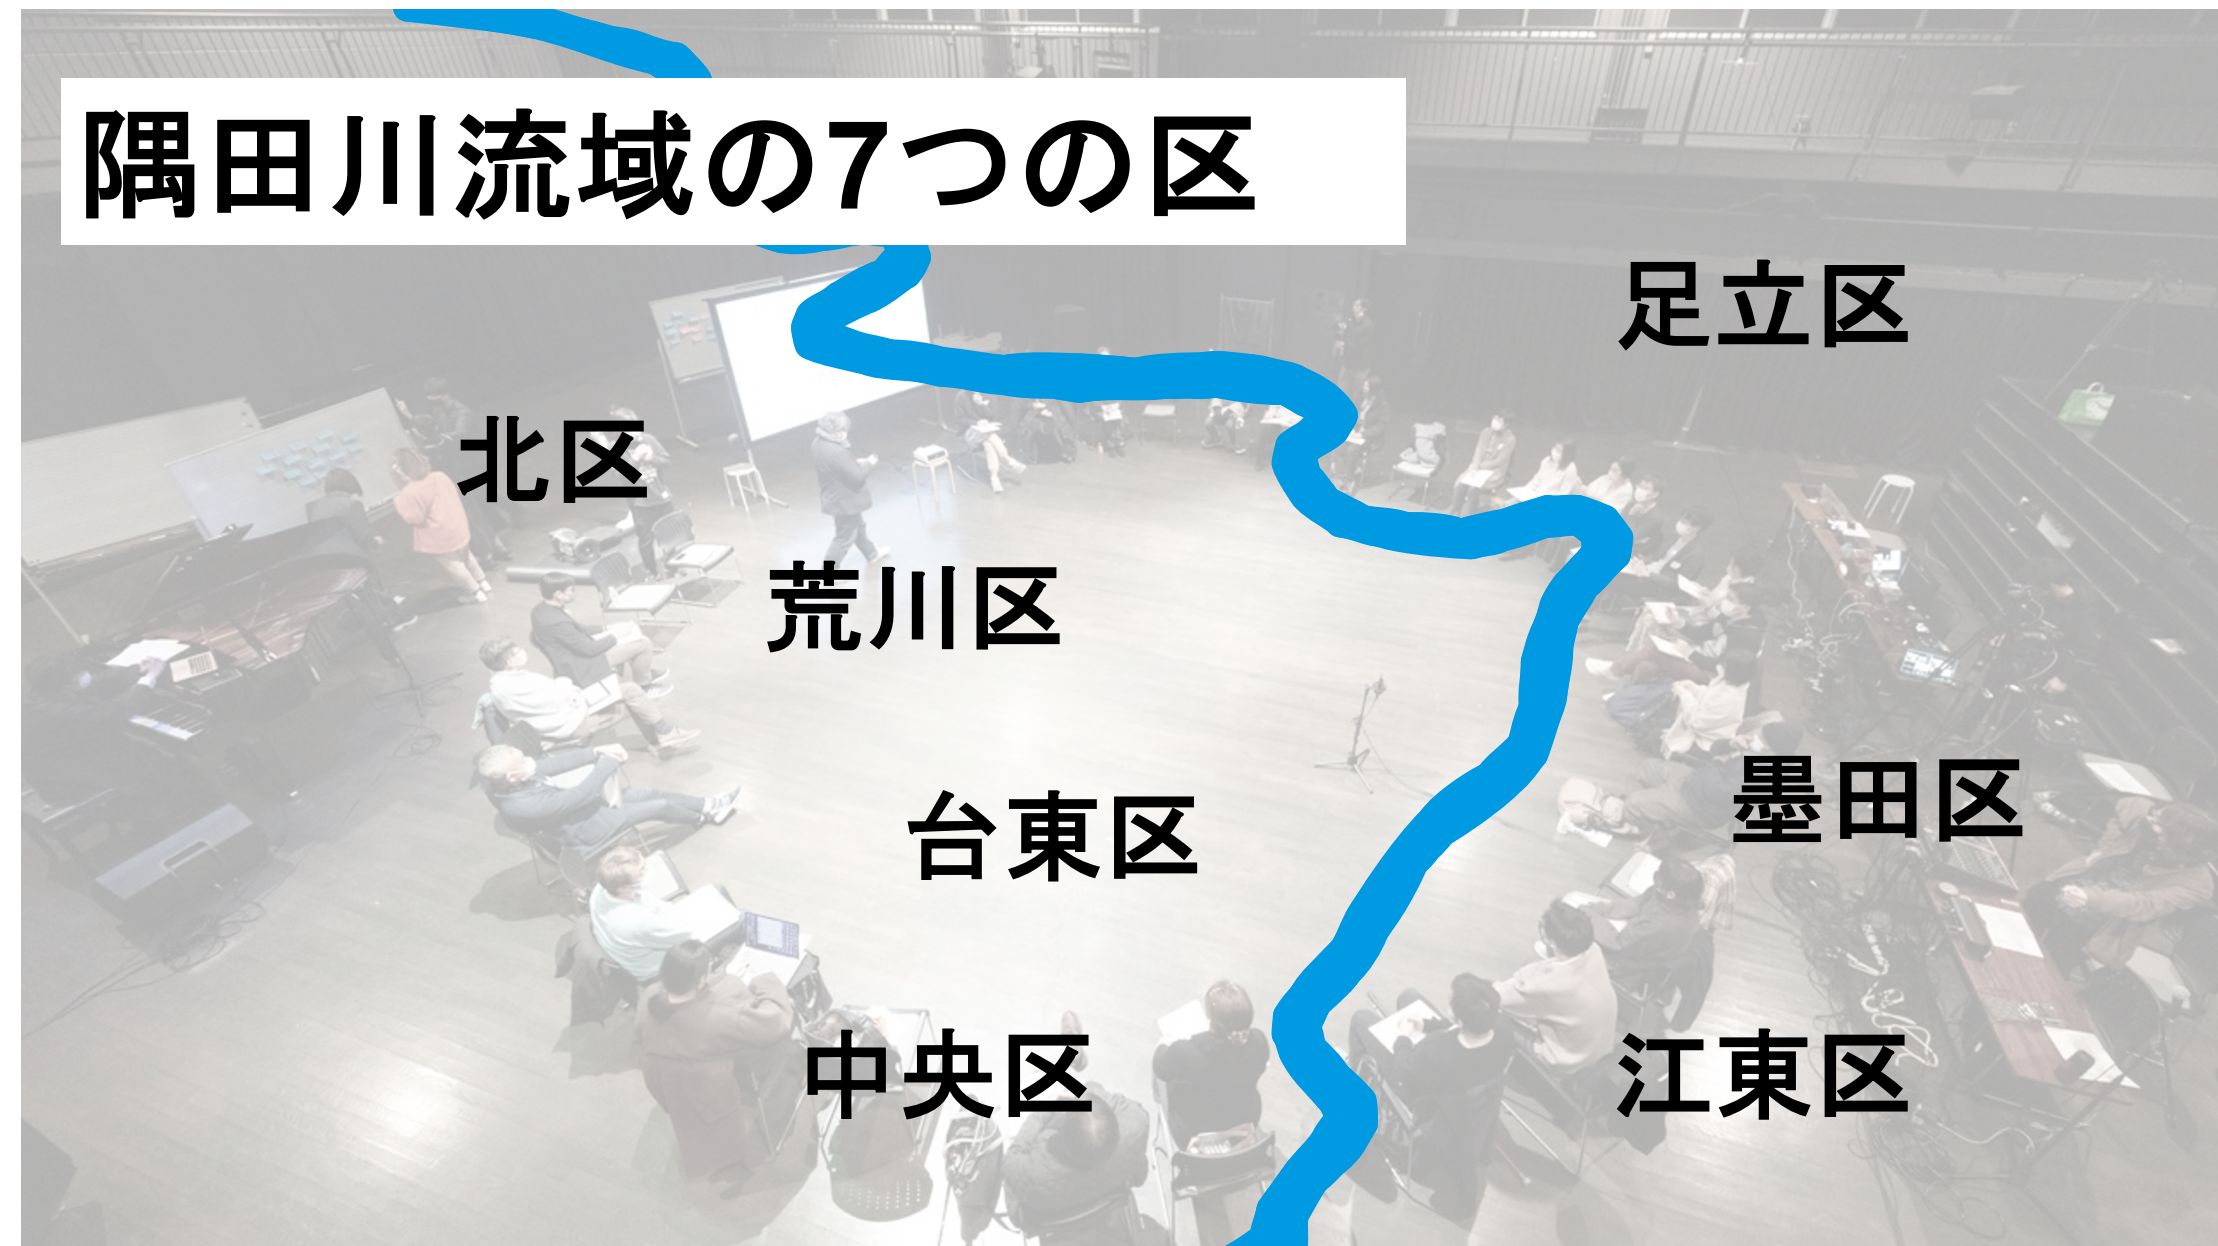 隅田川流域の7つの区
足立区
北区
荒川区
墨田区
台東区
中央区
江東区